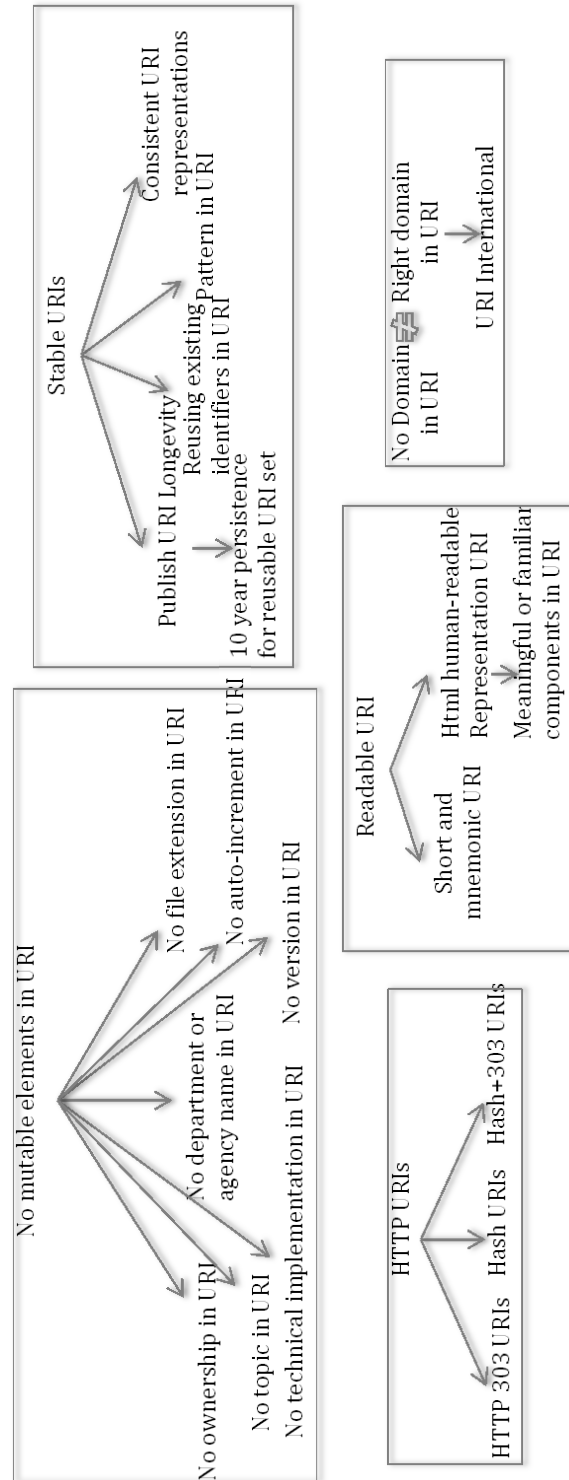 No mutable elements in URI
No ownership in URI
No topic in URI
No technical implementation in URI
No department or
agency name in URI
No file extension in URI
No auto-increment in URI
No version in URI
Stable URIs
Publish URI Longevity
10 year persistence
for reusable URI set
Reusing existing
identifiers in URI
Pattern in URI
Consistent URI
representations
HTTP URIs
HTTP 303 URIs
Hash URIs
Hash+303 URIs
Readable URI
Short and
mnemonic URI
Html human-readable
Representation URI
Meaningful or familiar
components in URI
No Domain
in URI
≠
Right domain
in URI
URI International